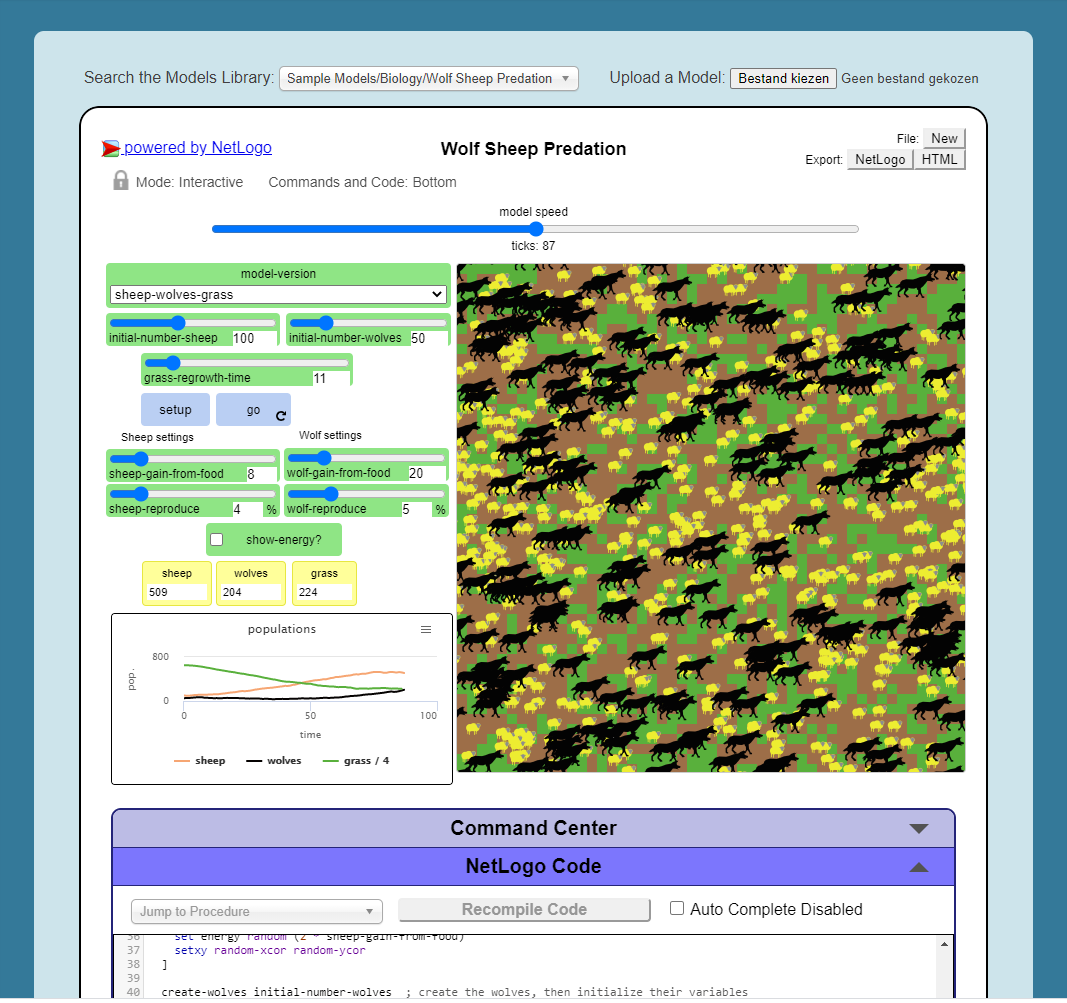 Search the Models Library: Sample Models/Biology/Wolf Sheep Predation Upload a Model: Bestand kiezen Geen bestand gekozen
powered by NetLogo
Wolf Sheep Predation
File: New
Export: NetLogo HTML
Mode: Interactive Commands and Code: Bottom
model speed
ticks: 87
model-version
sheep-wolves-grass
initial-number-sheep 100 initial-number-wolves 50
grass-regrowth-time 11
setup go
Sheep settings Wolf settings
sheep-gain-from-food 8 wolf-gain-from-food 20
sheep-reproduce 4 % wolf-reproduce 5 %
show-energy?
sheep wolves grass
509 204 224
populations
800
pop.
0
0 50 100
time
sheep wolves grass / 4
Command Center
NetLogo Code
Jump to Procedure Recompile Code Auto Complete Disabled
36 set energy random (2 * sheep-gain-from-food)
37 setxy random-xcor random-ycor
38 ]
39
40 create-wolves initial-number-wolves ; create the wolves, then initialize their variables